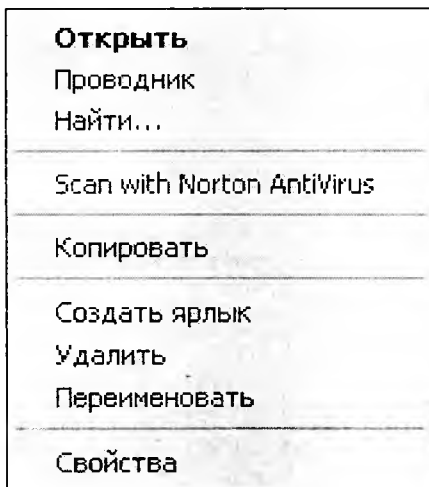 Открыть
Проводник
Найти...
Scan with Norton AntiVirus
Копировать
Создать ярлык
Удалить
Переименовать
Свойства